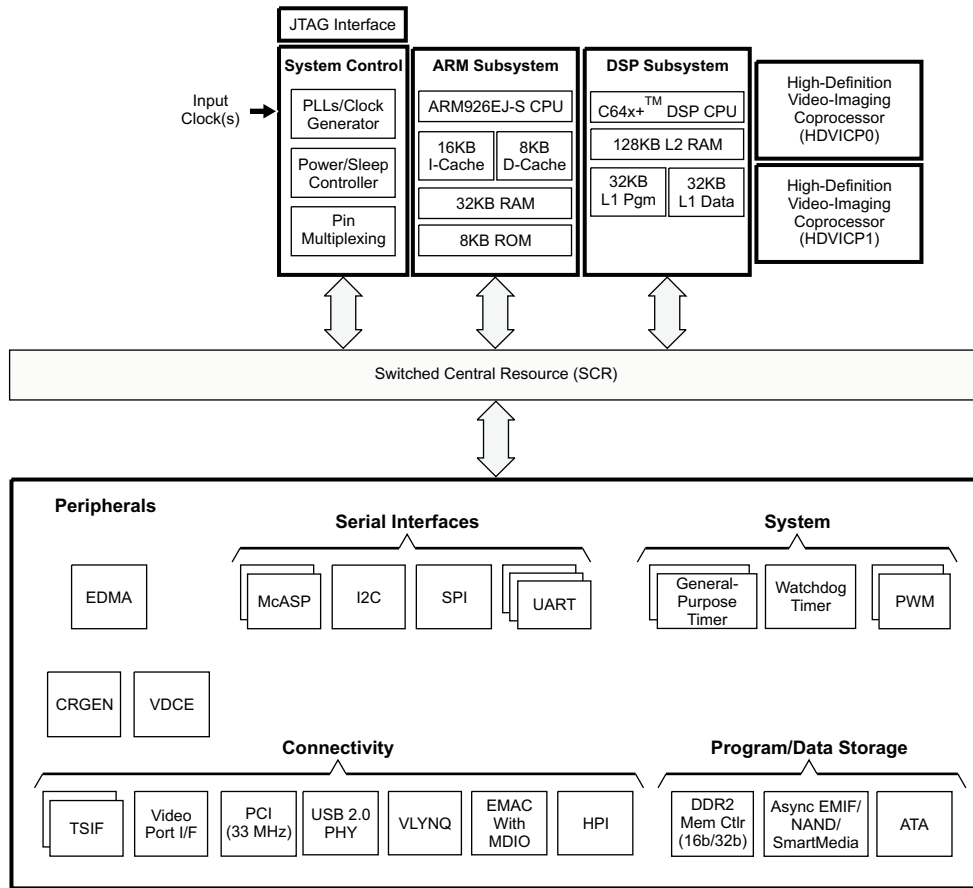 JTAG Interface
System Control
ARM Subsystem
DSP Subsystem
Input
Clock(s)
PLLs/Clock
Generator
Power/Sleep
Controller
Pin
Multiplexing
ARM926EJ-S CPU
16KB
I-Cache
8KB
D-Cache
32KB RAM
8KB ROM
C64x+TM DSP CPU
128KB L2 RAM
32KB
L1 Pgm
32KB
L1 Data
High-Definition
Video-Imaging
Coprocessor
(HDVICP0)
High-Definition
Video-Imaging
Coprocessor
(HDVICP1)
Switched Central Resource (SCR)
Peripherals
Serial Interfaces
System
EDMA
McASP
I2C
SPI
UART
General-
Purpose
Timer
Watchdog
Timer
PWM
CRGEN
VDCE
Connectivity
Program/Data Storage
TSIF
Video
Port I/F
PCI
(33 MHz)
USB 2.0
PHY
VLYNQ
EMAC
With
MDIO
HPI
DDR2
Mem Ctlr
(16b/32b)
Async EMIF/
NAND/
SmartMedia
ATA